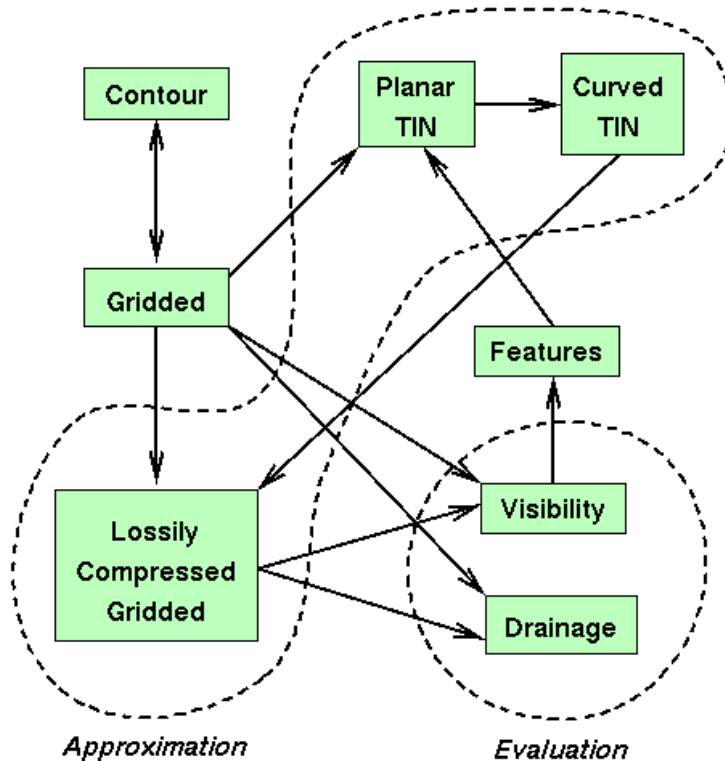 Contour
Planar
TIN
Curved
TIN
Gridded
Features
Lossily
Compressed
Gridded
Visibility
Drainage
Approximation
Evaluation